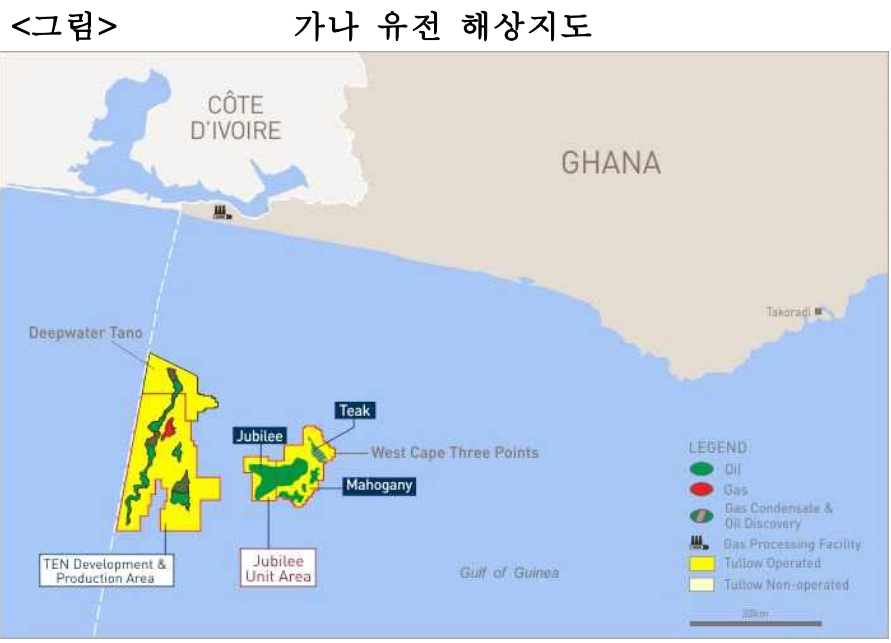 <그림> 가나 유전 해상지도
CÔTE
D'IVOIRE
GHANA
Takoradi
Deepwater Tano
Teak
Jubilee
West Cape Three Points
Mahogany
TEN Development &
Production Area
Jubilee
Unit Area
Gulf of Guinea
LEGEND
Oil
Gas
Gas Condensate &
Oil Discovery
Gas Processing Facility
Tullow Operated
Tullow Non-operated
30km